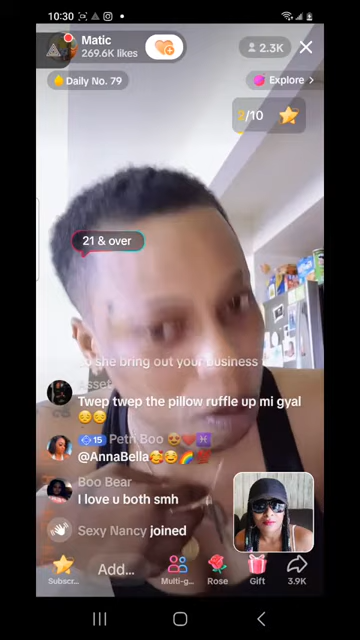 10:30
Matic
269.6K likes
2.3K
Daily No. 79
Explore >
2/10
21 & over
so she bring out your business
asset
Twep twep the pillow ruffle up mi gyal
15 Petri Boo
@AnnaBella
Boo Bear
I love u both smh
Sexy Nancy joined
Subscr...
Add...
Multi-g...
Rose
Gift
3.9K